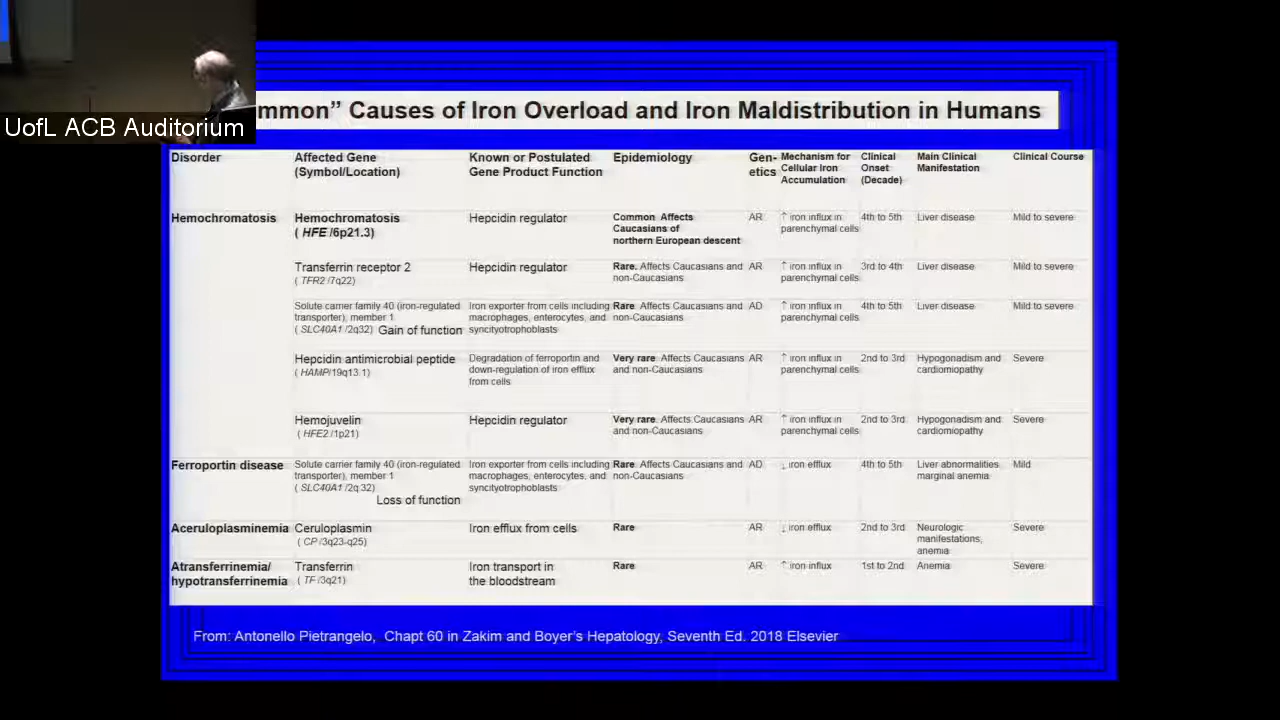 UofL ACB Auditorium
mmon” Causes of Iron Overload and Iron Maldistribution in Humans
Disorder Affected Gene (Symbol/Location) Known or Postulated Gene Product Function Epidemiology Gen-etics Mechanism for Cellular Iron Accumulation Clinical Onset (Decade) Main Clinical Manifestation Clinical Course
Hemochromatosis Hemochromatosis ( HFE /6p21.3) Hepcidin regulator Common Affects Caucasians of northern European descent AR ↑ iron influx in parenchymal cells 4th to 5th Liver disease Mild to severe
Transferrin receptor 2 ( TFR2 /7q22) Hepcidin regulator Rare. Affects Caucasians and non-Caucasians AR ↑ iron influx in parenchymal cells 3rd to 4th Liver disease Mild to severe
Solute carrier family 40 (iron-regulated transporter), member 1 ( SLC40A1 /2q32) Gain of function Iron exporter from cells including macrophages, enterocytes, and syncityotrophoblasts Rare Affects Caucasians and non-Caucasians AD ↑ iron influx in parenchymal cells 4th to 5th Liver disease Mild to severe
Hepcidin antimicrobial peptide ( HAMP/19q13.1) Degradation of ferroportin and down-regulation of iron efflux from cells Very rare Affects Caucasians and non-Caucasians AR ↑ iron influx in parenchymal cells 2nd to 3rd Hypogonadism and cardiomiopathy Severe
Hemojuvelin ( HFE2 /1p21) Hepcidin regulator Very rare Affects Caucasians and non-Caucasians AR ↑ iron influx in parenchymal cells 2nd to 3rd Hypogonadism and cardiomiopathy Severe
Ferroportin disease Solute carrier family 40 (iron-regulated transporter), member 1 ( SLC40A1 /2q 32) Loss of function Iron exporter from cells including macrophages, enterocytes, and syncityotrophoblasts Rare Affects Caucasians and non-Caucasians AD ↓ iron efflux 4th to 5th Liver abnormalities marginal anemia Mild
Aceruloplasminemia Ceruloplasmin ( CP /3q23-q25) Iron efflux from cells Rare AR ↓ iron efflux 2nd to 3rd Neurologic manifestations, anemia Severe
Atransferrinemia/ hypotransferrinemia Transferrin ( TF /3q21) Iron transport in the bloodstream Rare AR ↑ iron influx 1st to 2nd Anemia Severe
From: Antonello Pietrangelo, Chapt 60 in Zakim and Boyer’s Hepatology, Seventh Ed. 2018 Elsevier